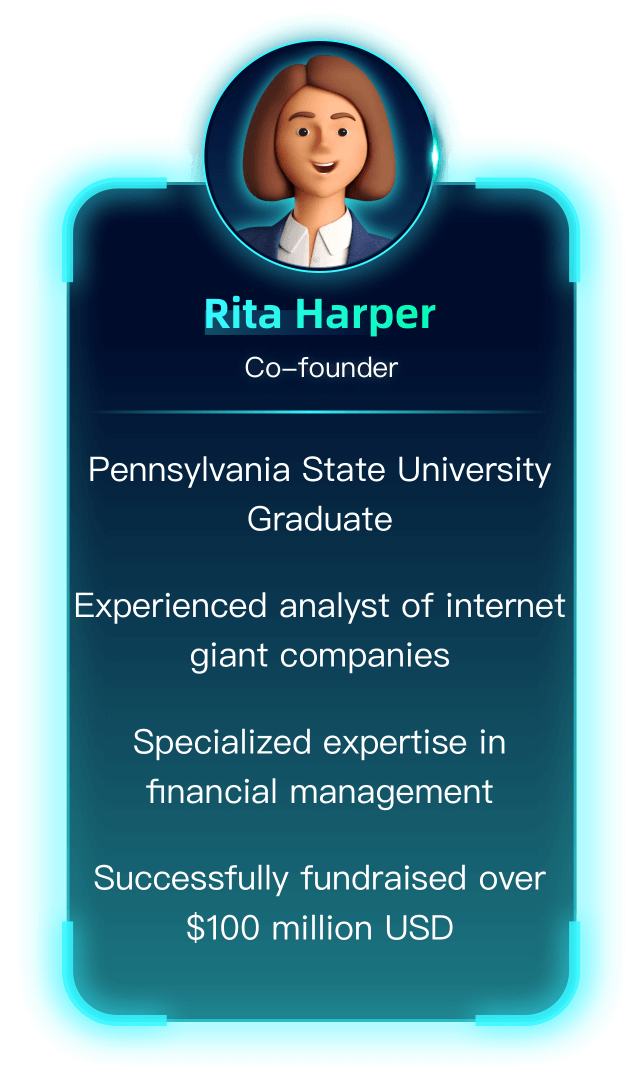 Rita Harper
Co-founder
Pennsylvania State University
Graduate
Experienced analyst of internet
giant companies
Specialized expertise in
financial management
Successfully fundraised over
$100 million USD